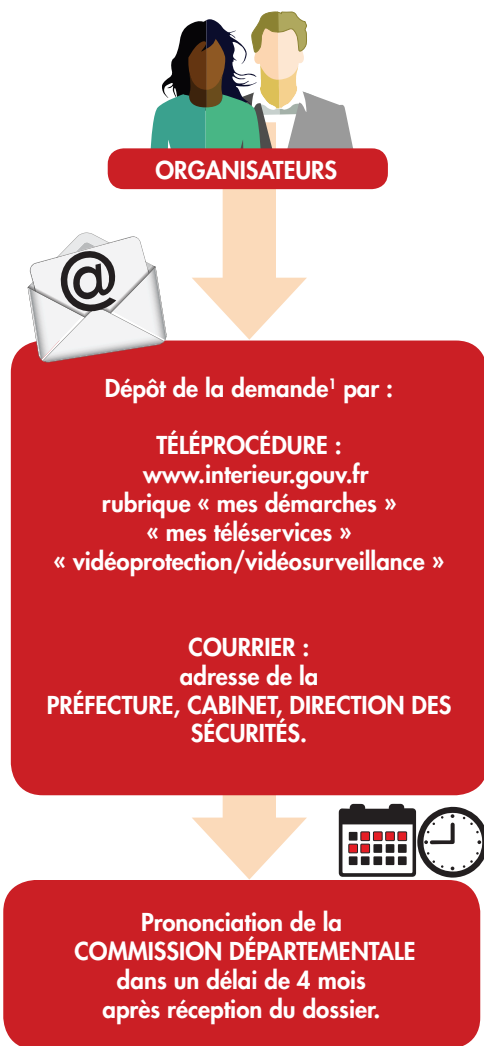 ORGANISATEURS
@
Dépôt de la demande¹ par :
TÉLÉPROCÉDURE :
www.interieur.gouv.fr
rubrique « mes démarches »
« mes téléservices »
« vidéoprotection/vidéosurveillance »
COURRIER :
adresse de la
PRÉFECTURE, CABINET, DIRECTION DES
SÉCURITÉS.
Prononciation de la
COMMISSION DÉPARTEMENTALE
dans un délai de 4 mois
après réception du dossier.